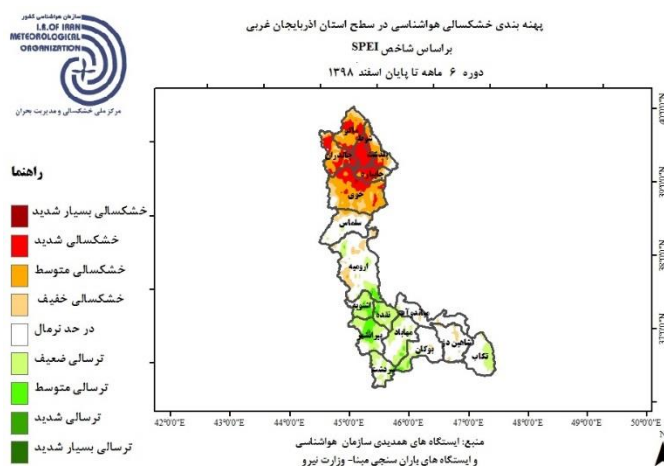 سازمان هواشناسی کشور
I.R.OF IRAN
METEOROLOGICAL
ORGANIZATION
مرکز ملی خشکسالی و مدیریت بحران
پهنه بندی خشکسالی هواشناسی در سطح استان آذربایجان غربی
براساس شاخص SPEI
دوره ۶ ماهه تا پایان اسفند ۱۳۹۸
راهنما
خشکسالی بسیار شدید
خشکسالی شدید
خشکسالی متوسط
خشکسالی خفیف
در حد نرمال
ترسالی ضعیف
ترسالی متوسط
ترسالی شدید
ترسالی بسیار شدید
چالدران
خوی
سلماس
ارومیه
اشنویه
نقده
مهاباد
پیرانشهر
بوکان
شاهین دژ
تکاب
سردشت
42°0'0"E 43°0'0"E 44°0'0"E 45°0'0"E 46°0'0"E 47°0'0"E 48°0'0"E 49°0'0"E 50°0'0"E
منبع: ایستگاه های همدیدی سازمان هواشناسی
و ایستگاه های باران سنجی مبنا- وزارت نیرو